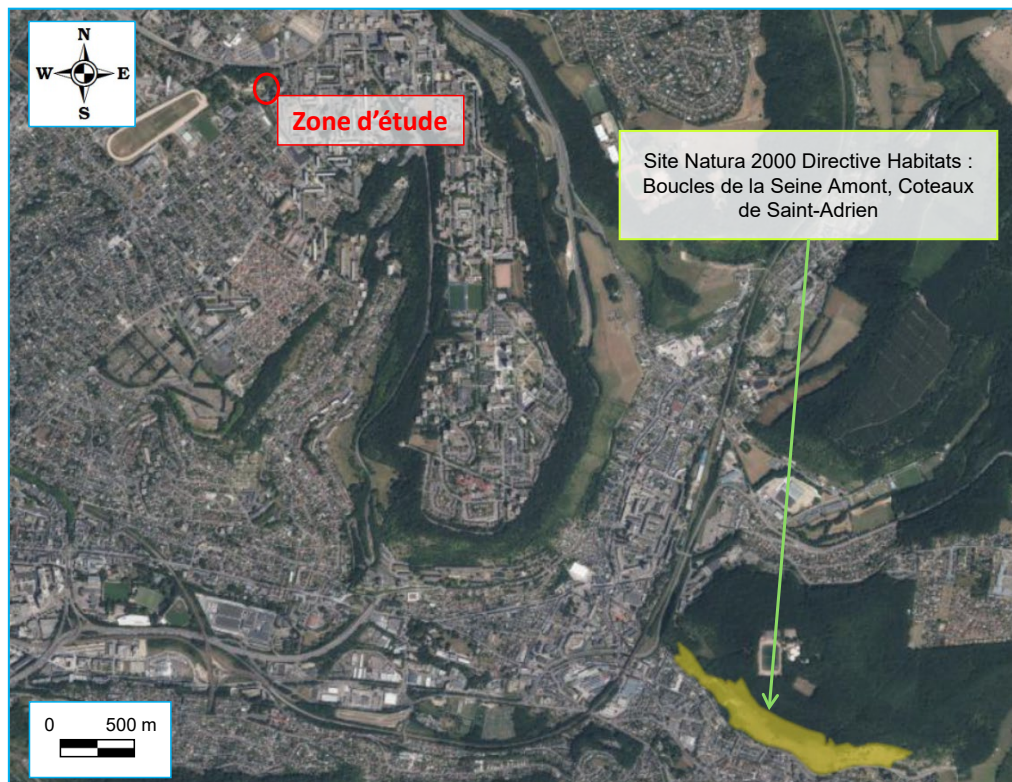 N
W E
S
Zone d'étude
Site Natura 2000 Directive Habitats :
Boucles de la Seine Amont, Coteaux
de Saint-Adrien
0 500 m